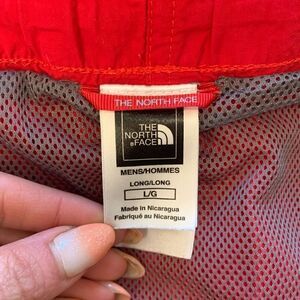 THE NORTH FACE
THE
NORTH
FACE
MENS/HOMMES
LONG/LONG
L/G
Made in Nicaragua
Fabriqué au Nicaragua